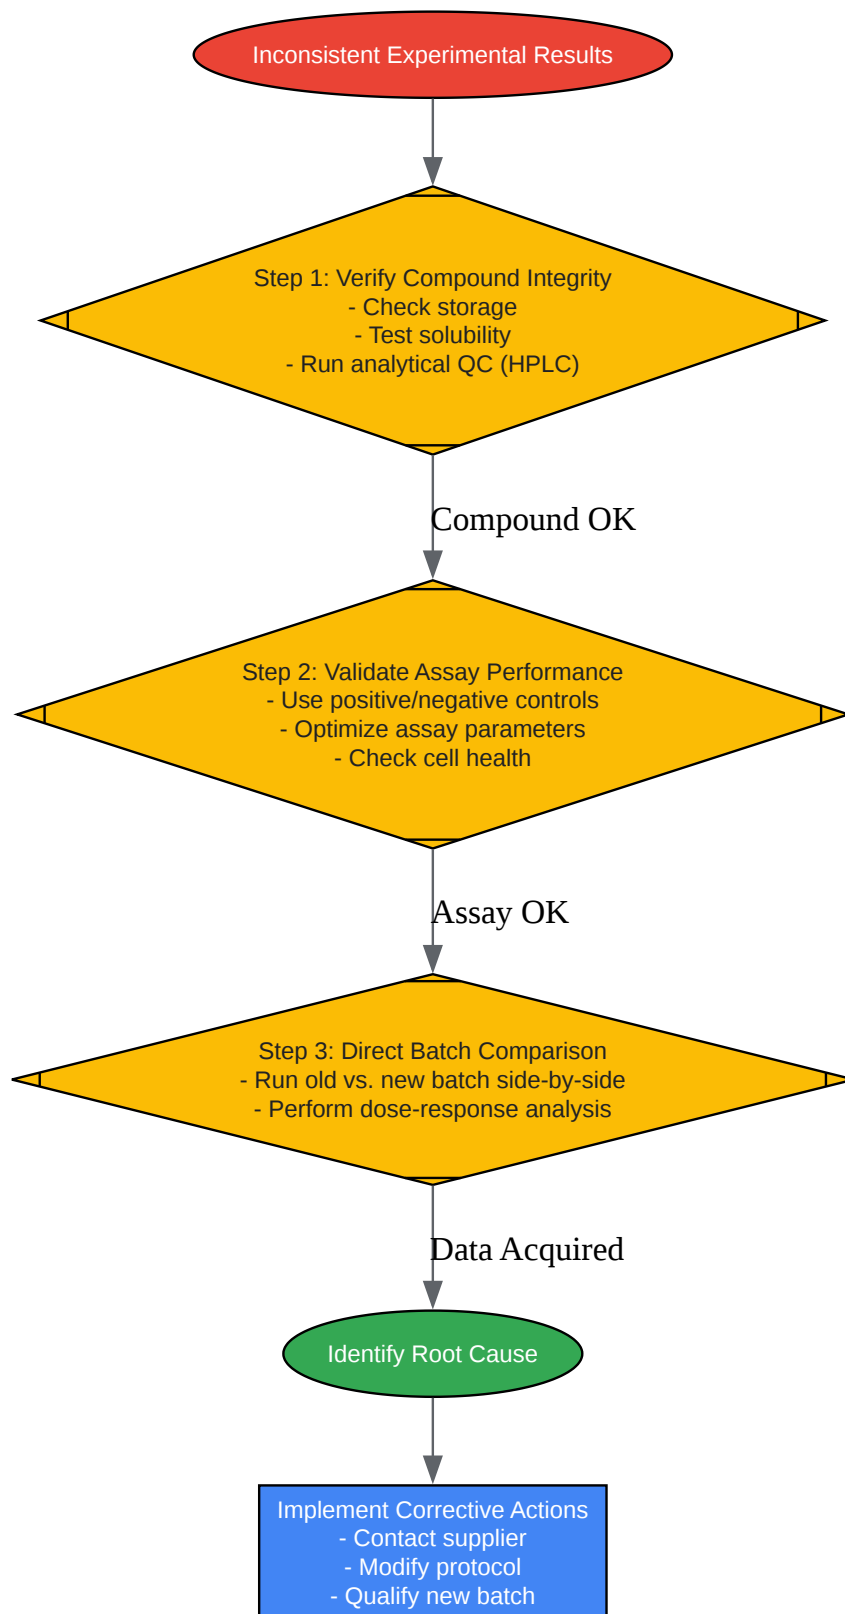 Inconsistent Experimental Results
Step 1: Verify Compound Integrity
- Check storage
- Test solubility
- Run analytical QC (HPLC)
Compound OK
Step 2: Validate Assay Performance
- Use positive/negative controls
- Optimize assay parameters
- Check cell health
Assay OK
Step 3: Direct Batch Comparison
- Run old vs. new batch side-by-side
- Perform dose-response analysis
Data Acquired
Identify Root Cause
Implement Corrective Actions
- Contact supplier
- Modify protocol
- Qualify new batch